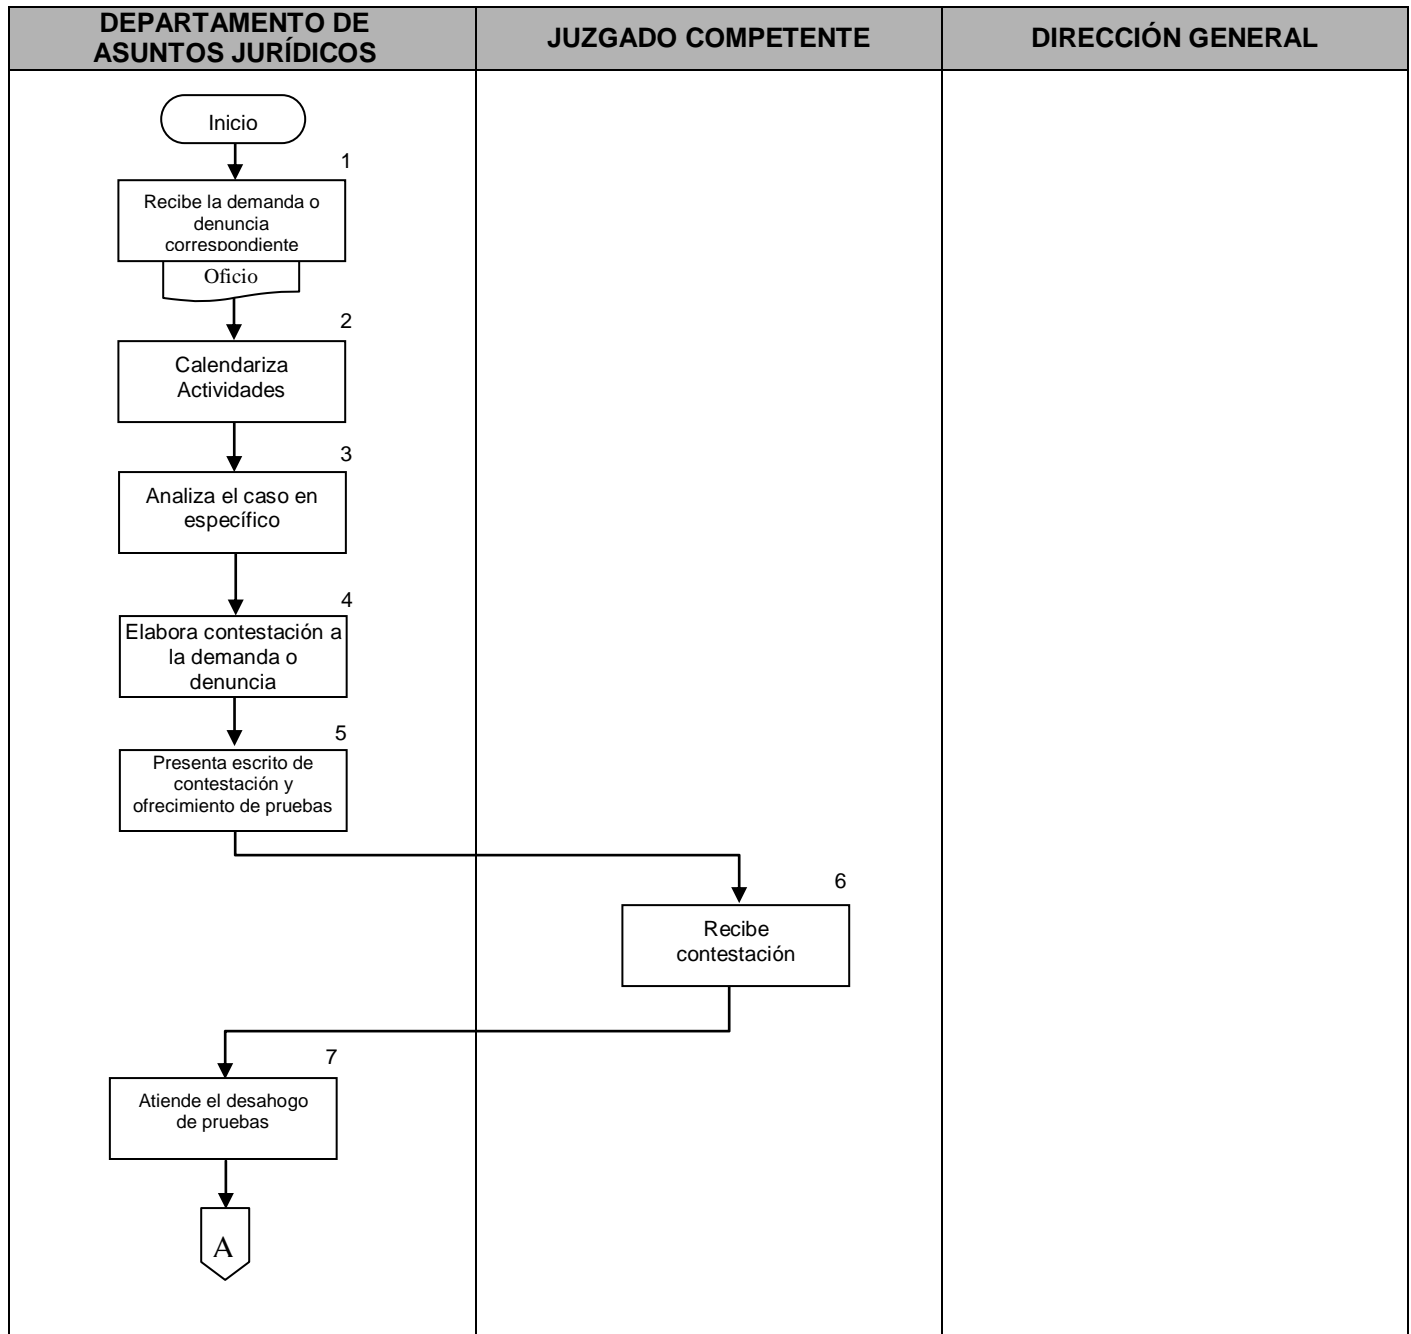 DEPARTAMENTO DE
ASUNTOS JURÍDICOS
JUZGADO COMPETENTE
DIRECCIÓN GENERAL
Inicio
1
Recibe la demanda o
denuncia
correspondiente
Oficio
2
Calendariza
Actividades
3
Analiza el caso en
específico
4
Elabora contestación a
la demanda o
denuncia
5
Presenta escrito de
contestación y
ofrecimiento de pruebas
6
Recibe
contestación
7
Atiende el desahogo
de pruebas
A